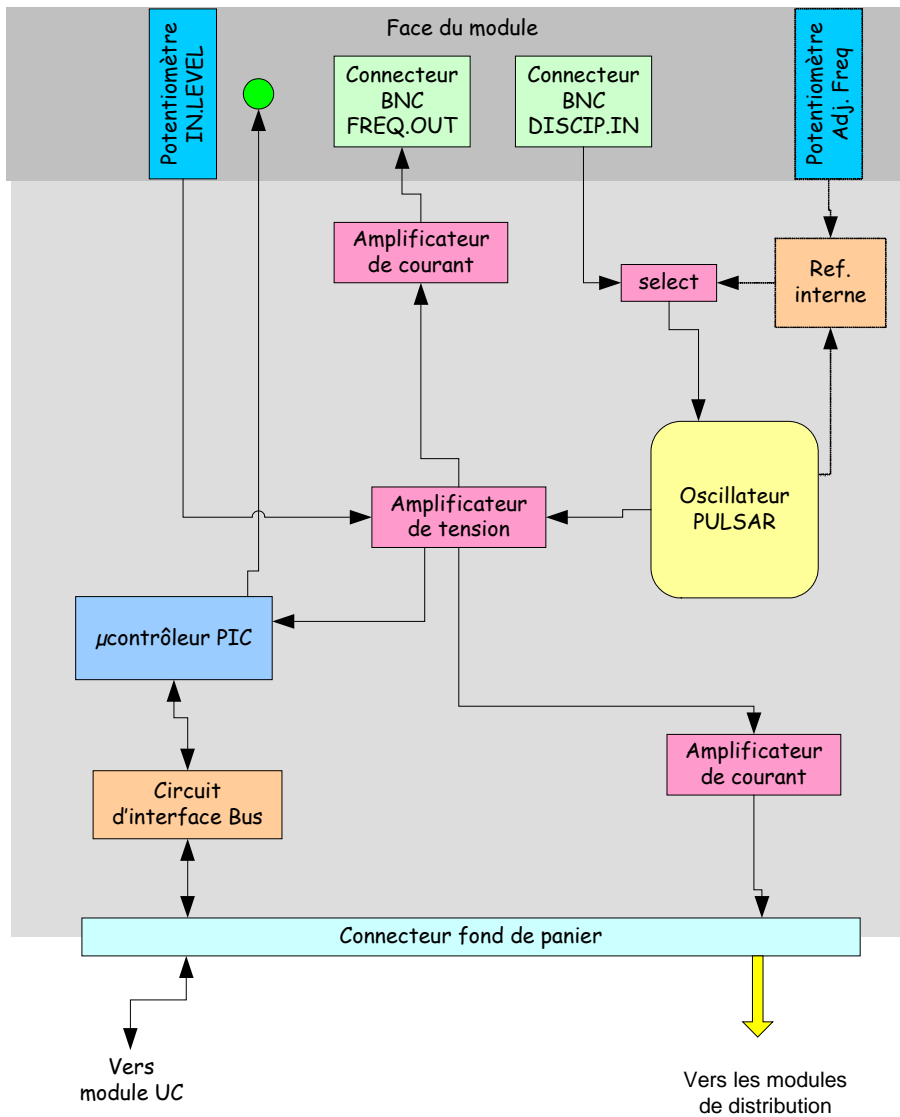 Face du module
Potentiomètre
IN.LEVEL
Connecteur
BNC
FREQ.OUT
Connecteur
BNC
DISCIP.IN
Potentiomètre
Adj. Freq
Amplificateur
de courant
select
Ref.
interne
Oscillateur
PULSAR
Amplificateur
de tension
µcontrôleur PIC
Amplificateur
de courant
Circuit
d'interface Bus
Connecteur fond de panier
Vers
module UC
Vers les modules
de distribution